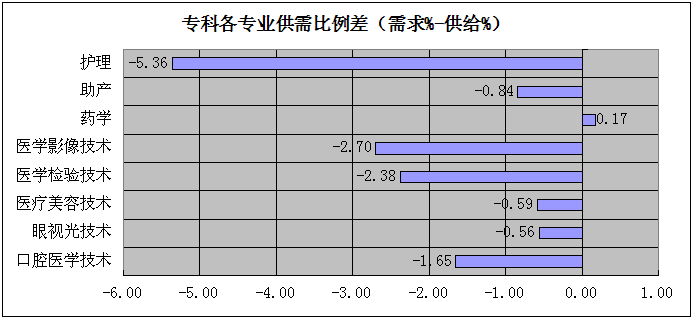 专科各专业供需比例差（需求%-供给%）
护理 -5.36
助产 -0.84
药学 0.17
医学影像技术 -2.70
医学检验技术 -2.38
医疗美容技术 -0.59
眼视光技术 -0.56
口腔医学技术 -1.65
-6.00 -5.00 -4.00 -3.00 -2.00 -1.00 0.00 1.00